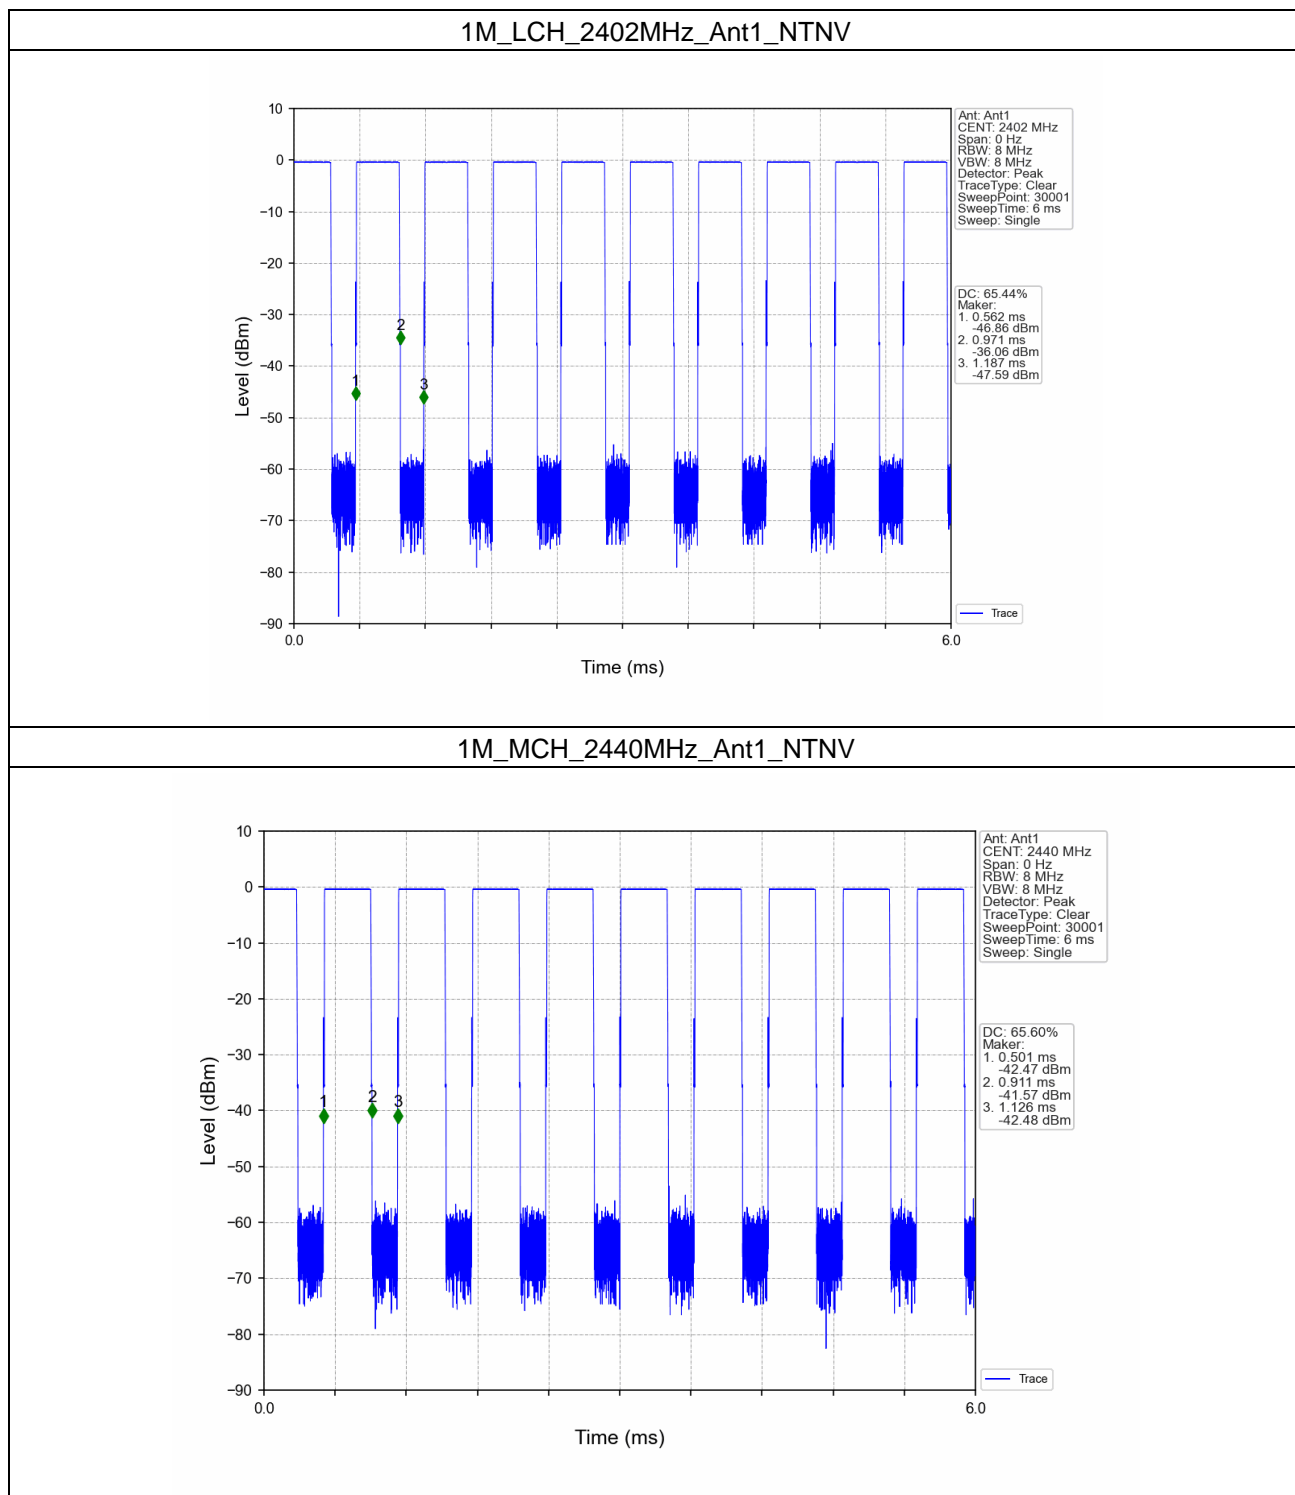 1M_LCH_2402MHz_Ant1_NTNV
10
0
−10
−20
−30
−40
−50
−60
−70
−80
−90
Level (dBm)
1
2
3
0.0
6.0
Time (ms)
Ant: Ant1
CENT: 2402 MHz
Span: 0 Hz
RBW: 8 MHz
VBW: 8 MHz
Detector: Peak
TraceType: Clear
SweepPoint: 30001
SweepTime: 6 ms
Sweep: Single
DC: 65.44%
Maker:
1. 0.562 ms
-46.86 dBm
2. 0.971 ms
-36.06 dBm
3. 1.187 ms
-47.59 dBm
Trace
1M_MCH_2440MHz_Ant1_NTNV
10
0
−10
−20
−30
−40
−50
−60
−70
−80
−90
Level (dBm)
1
2
3
0.0
6.0
Time (ms)
Ant: Ant1
CENT: 2440 MHz
Span: 0 Hz
RBW: 8 MHz
VBW: 8 MHz
Detector: Peak
TraceType: Clear
SweepPoint: 30001
SweepTime: 6 ms
Sweep: Single
DC: 65.60%
Maker:
1. 0.501 ms
-42.47 dBm
2. 0.911 ms
-41.57 dBm
3. 1.126 ms
-42.48 dBm
Trace